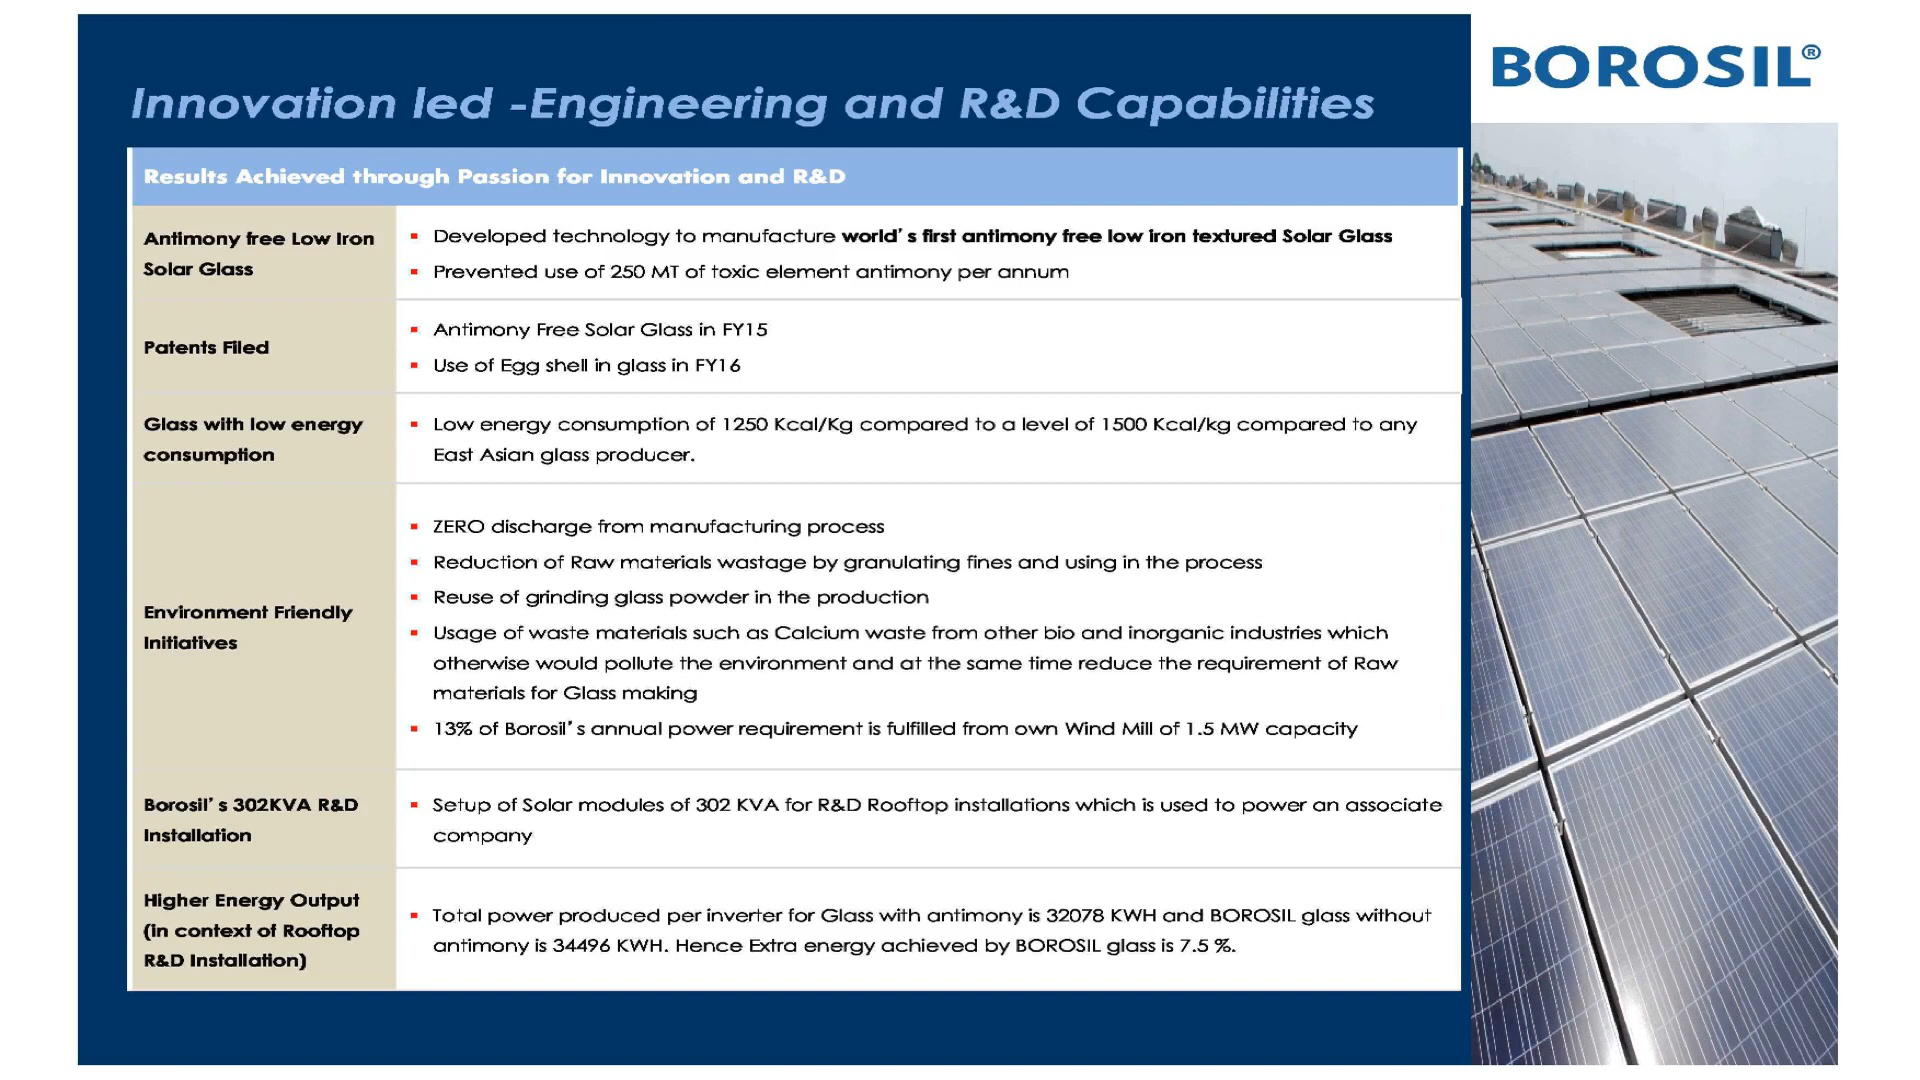 BOROSIL®
Innovation led -Engineering and R&D Capabilities
Results Achieved through Passion for Innovation and R&D
Antimony free Low Iron
Solar Glass
▪ Developed technology to manufacture world's first antimony free low iron textured Solar Glass
▪ Prevented use of 250 MT of toxic element antimony per annum
Patents Filed
▪ Antimony Free Solar Glass in FY15
▪ Use of Egg shell in glass in FY16
Glass with low energy
consumption
▪ Low energy consumption of 1250 Kcal/Kg compared to a level of 1500 Kcal/kg compared to any
East Asian glass producer.
Environment Friendly
Initiatives
▪ ZERO discharge from manufacturing process
▪ Reduction of Raw materials wastage by granulating fines and using in the process
▪ Reuse of grinding glass powder in the production
▪ Usage of waste materials such as Calcium waste from other bio and inorganic industries which
otherwise would pollute the environment and at the same time reduce the requirement of Raw
materials for Glass making
▪ 13% of Borosil's annual power requirement is fulfilled from own Wind Mill of 1.5 MW capacity
Borosil's 302KVA R&D
Installation
▪ Setup of Solar modules of 302 KVA for R&D Rooftop installations which is used to power an associate
company
Higher Energy Output
(in context of Rooftop
R&D Installation)
▪ Total power produced per inverter for Glass with antimony is 32078 KWH and BOROSIL glass without
antimony is 34496 KWH. Hence Extra energy achieved by BOROSIL glass is 7.5 %.